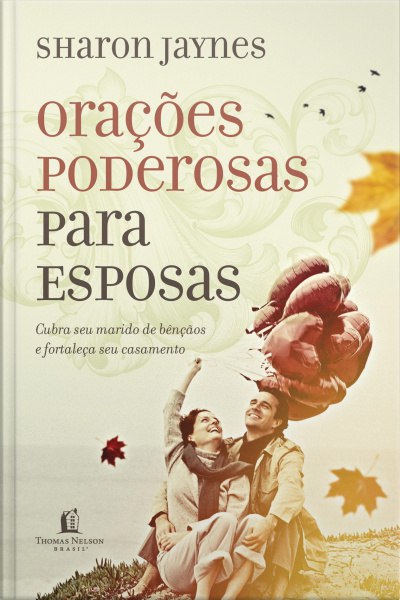 SHARON JAYNES
ORAÇÕES
PODEROSAS
PARA
ESPOSAS
Cubra seu marido de bênçãos
e fortaleça seu casamento
THOMAS NELSON
BRASIL®